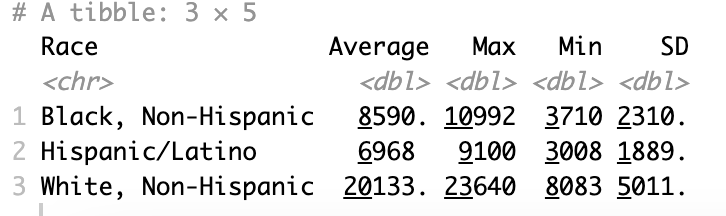 # A tibble: 3 × 5
Race Average Max Min SD
<chr> <dbl> <dbl> <dbl> <dbl>
1 Black, Non-Hispanic 8590. 10992 3710 2310.
2 Hispanic/Latino 6968 9100 3008 1889.
3 White, Non-Hispanic 20133. 23640 8083 5011.